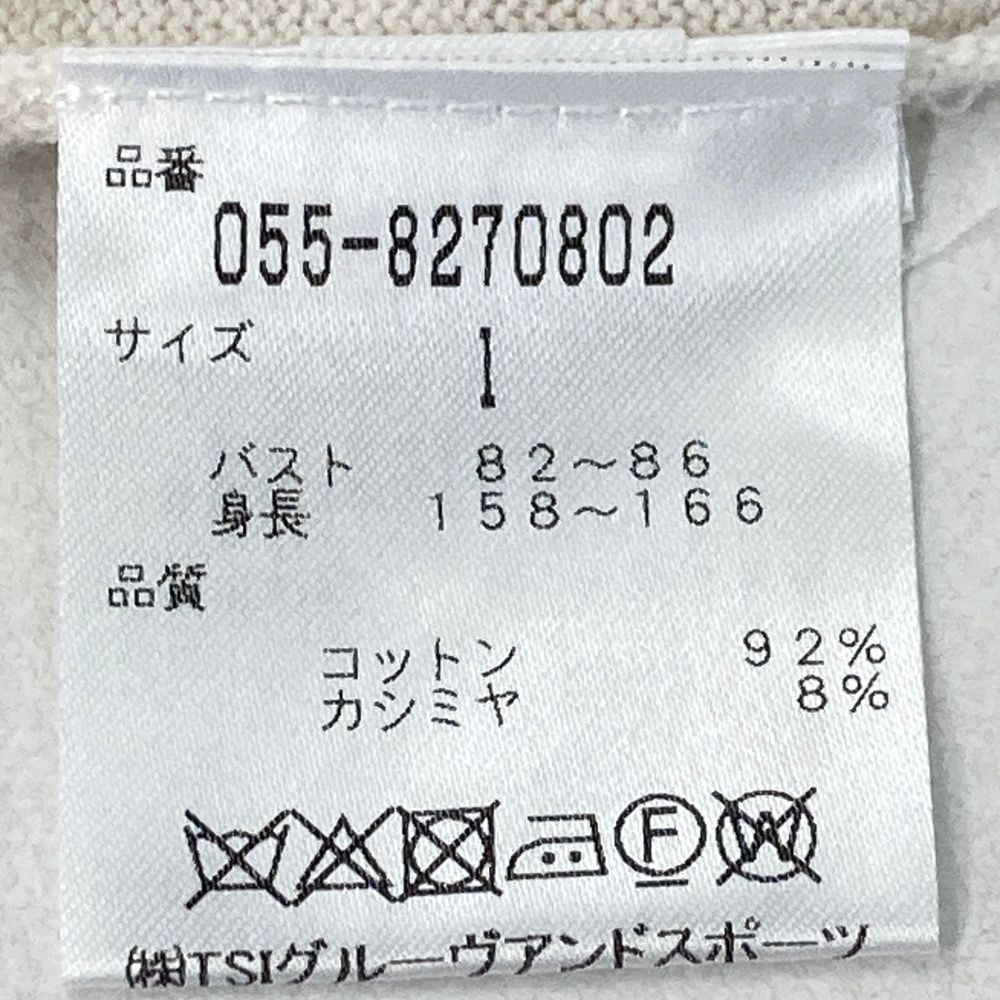 品番
055-8270802
サイズ
1
バスト 82～86
身長 158～166
品質
コットン 92%
カシミヤ 8%
F W
㈱TSIグルーヴアンドスポーツ